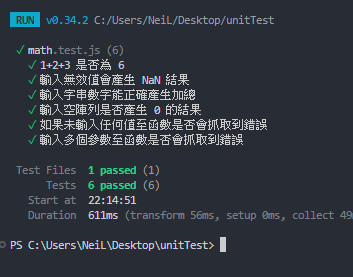 RUN v0.34.2 C:/Users/NeiL/Desktop/unitTest
✓ math.test.js (6)
✓ 1+2+3 是否為 6
✓ 輸入無效值會產生 NaN 結果
✓ 輸入字串數字能正確產生加總
✓ 輸入空陣列是否產生 0 的結果
✓ 如果未輸入任何值至函數是否會抓取到錯誤
✓ 輸入多個參數至函數是否會抓取到錯誤
Test Files 1 passed (1)
Tests 6 passed (6)
Start at 22:14:51
Duration 611ms (transform 56ms, setup 0ms, collect 49
PS C:\Users\NeiL\Desktop\unitTest>